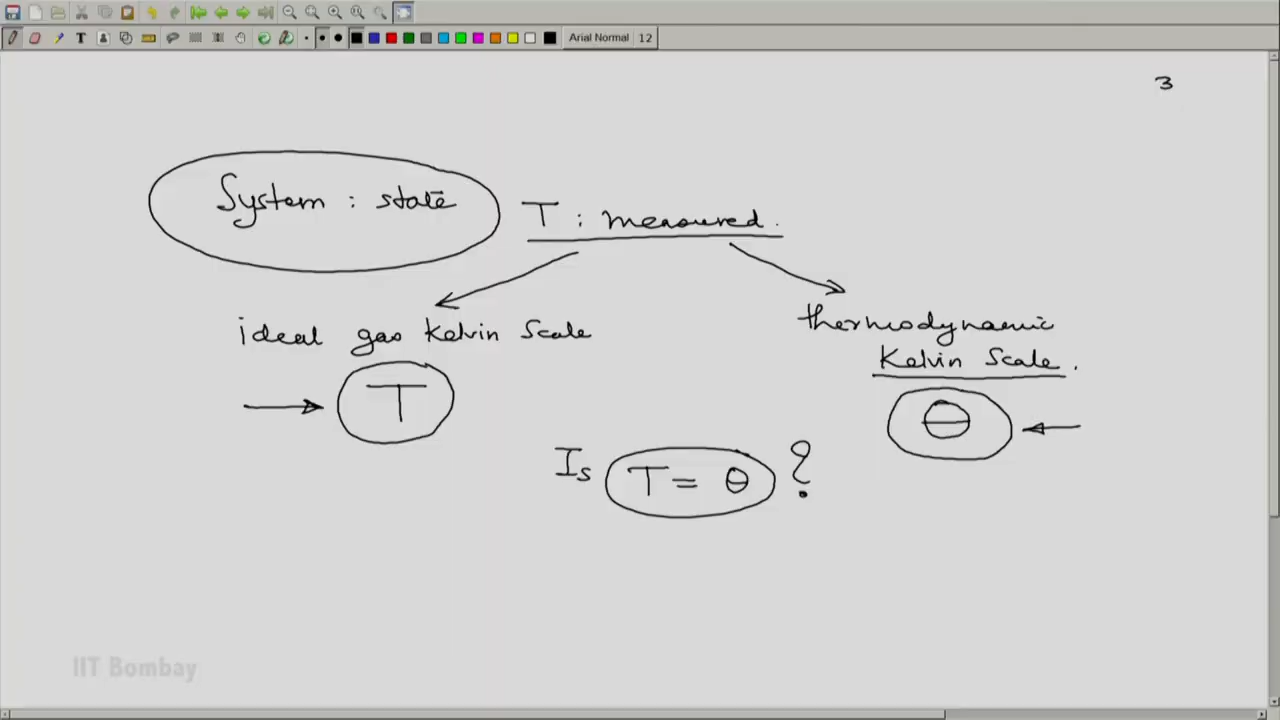 Arial Normal 12
3
System : state
T : measured.
ideal gas Kelvin Scale
thermodynamic
Kelvin Scale.
T
θ
Is T = θ ?
IIT Bombay